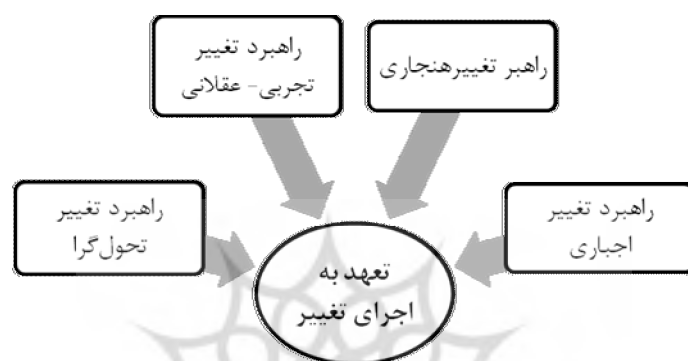 راهبرد تغییر
تجربی- عقلانی
راهبر تغییرهنجاری
راهبرد تغییر
اجباری
راهبرد تغییر
تحول‌گرا
تعهد به
اجرای تغییر